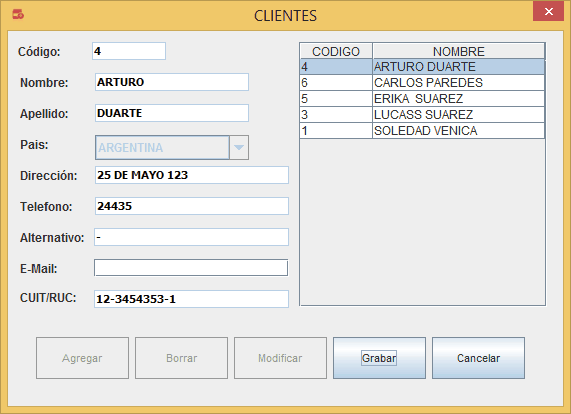 CLIENTES
Código: 4
Nombre: ARTURO
Apellido: DUARTE
Pais: ARGENTINA
Dirección: 25 DE MAYO 123
Telefono: 24435
Alternativo: -
E-Mail:
CUIT/RUC: 12-3454353-1
CODIGO NOMBRE
4 ARTURO DUARTE
6 CARLOS PAREDES
5 ERIKA  SUAREZ
3 LUCASS SUAREZ
1 SOLEDAD VENICA
Agregar Borrar Modificar Grabar Cancelar